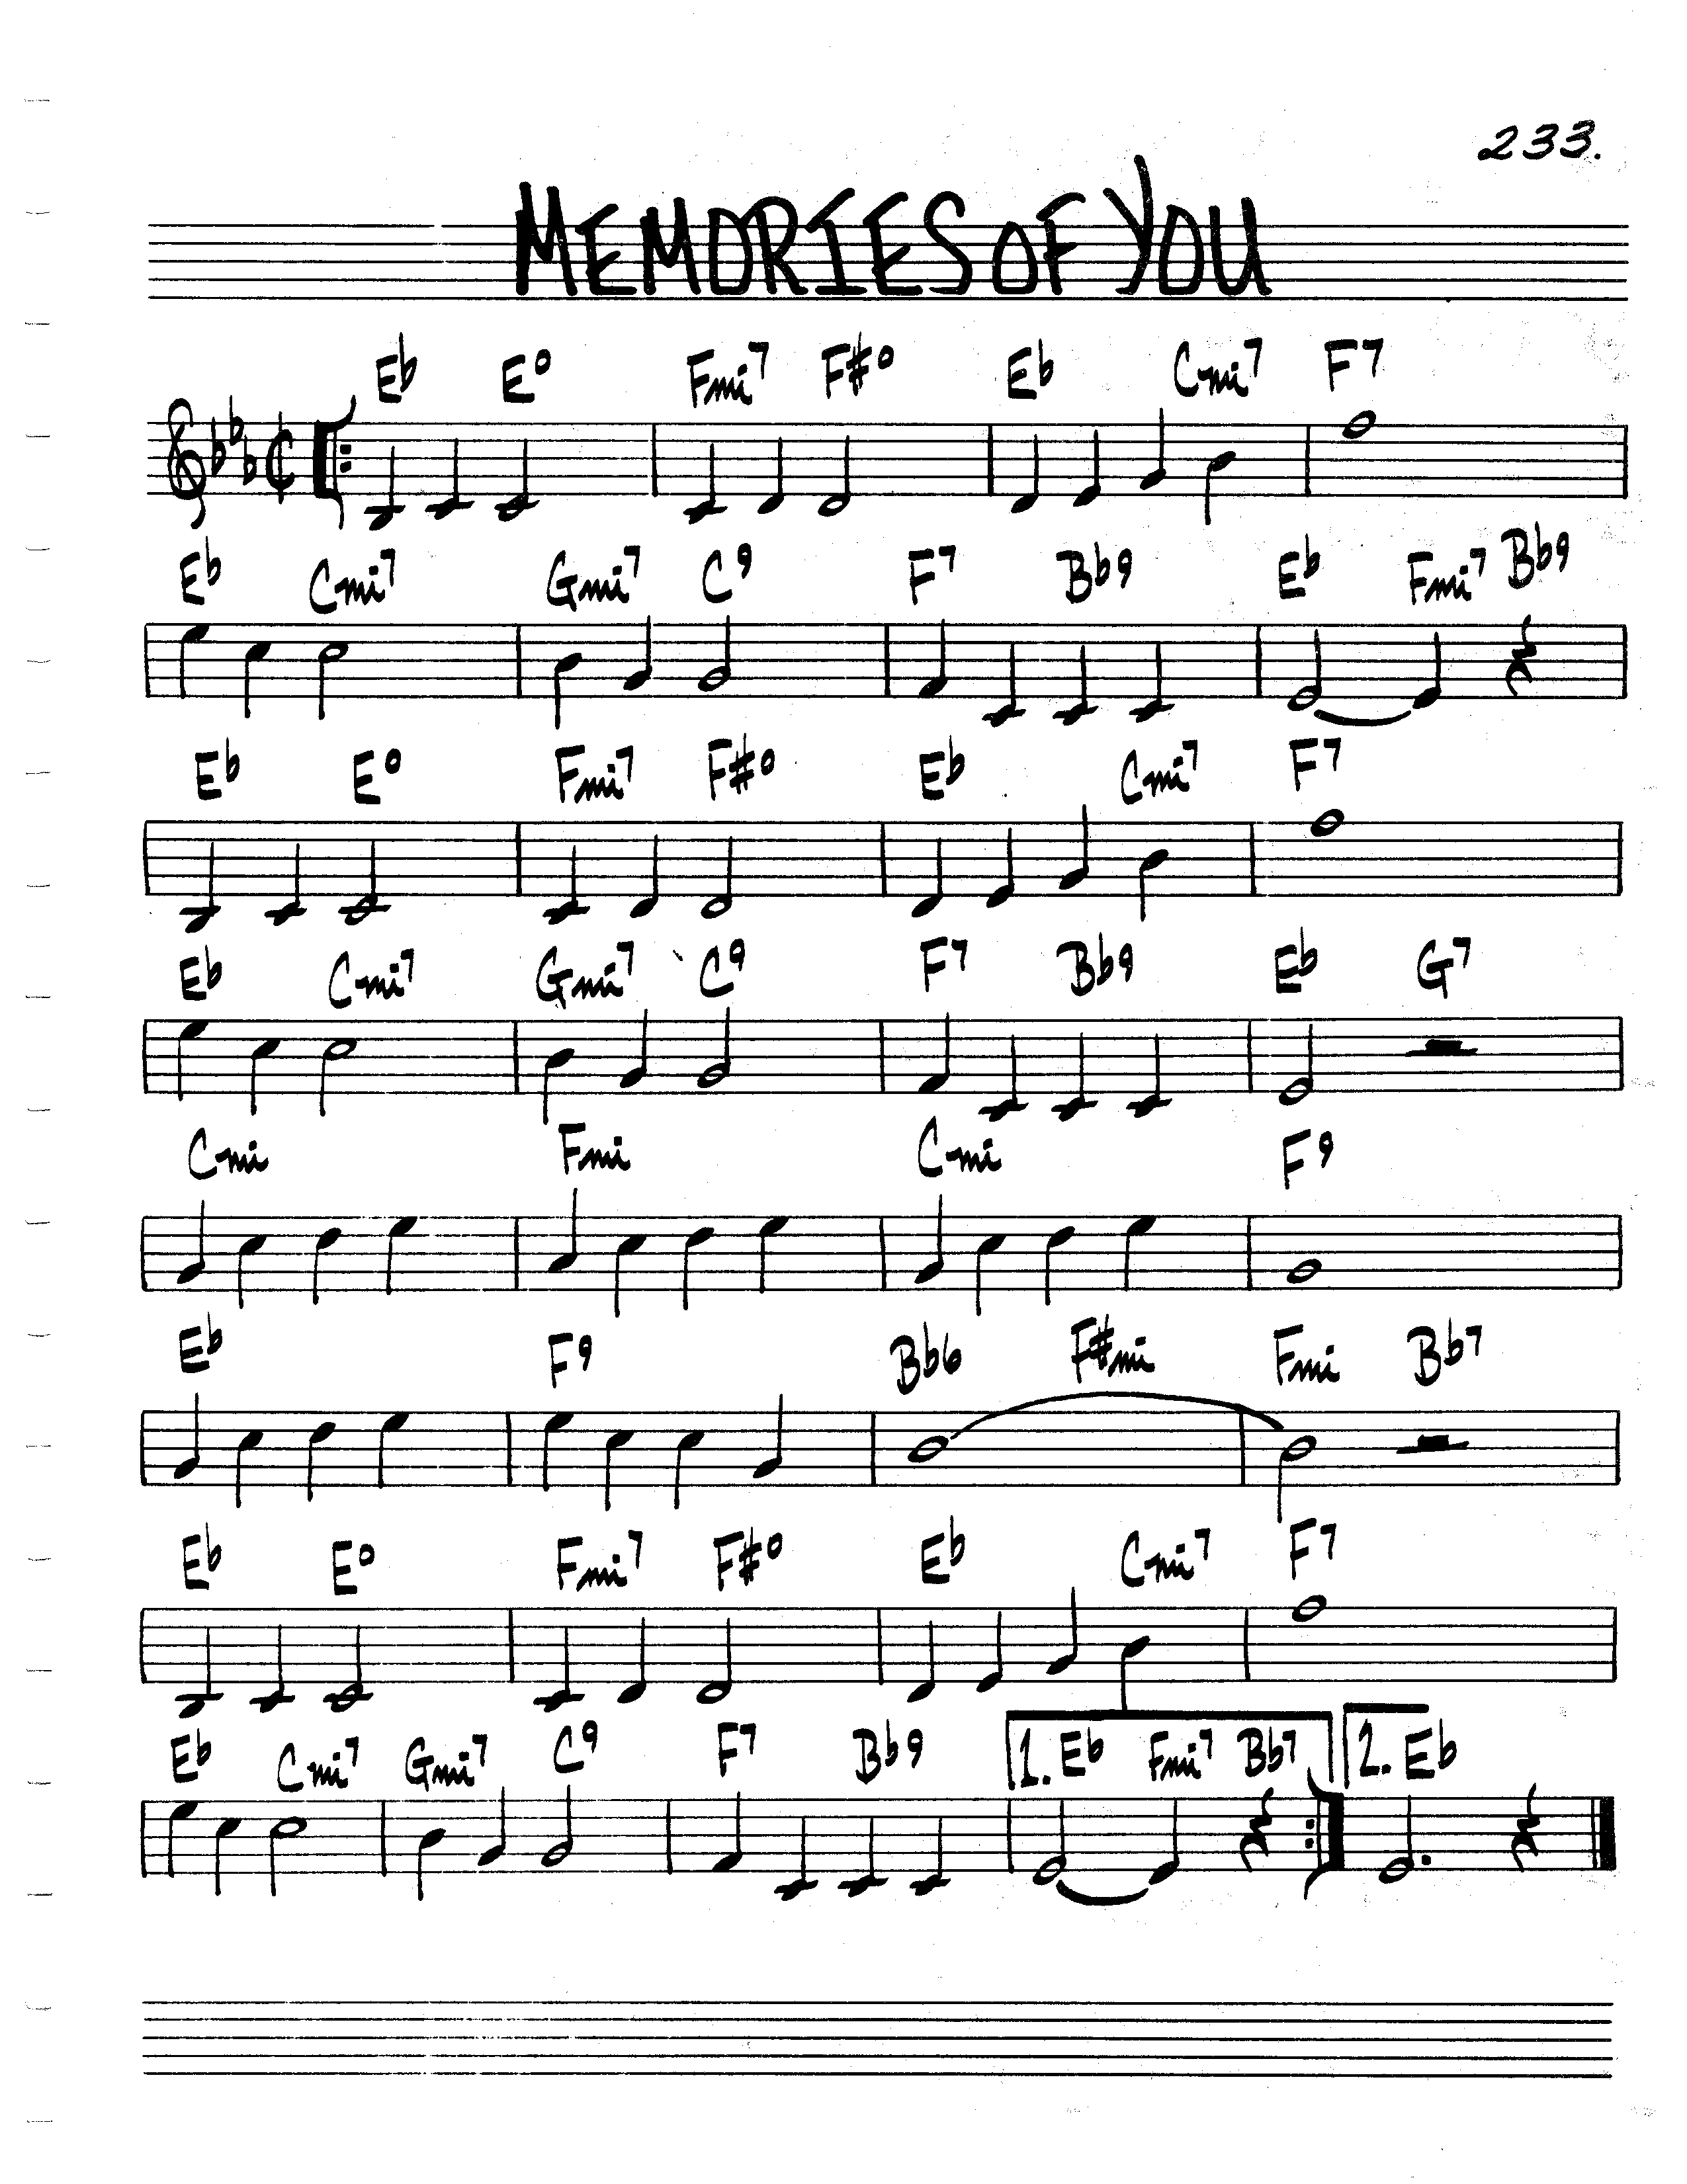 233.
MEMORIES OF YOU
Eb E° Fmi7 F#° Eb Cmi7 F7
Eb Cmi7 Gmi7 C9 F7 Bb9 Eb Fmi7 Bb9
Eb E° Fmi7 F#° Eb Cmi7 F7
Eb Cmi7 Gmi7 C9 F7 Bb9 Eb G7
Cmi Fmi Cmi F9
Eb F9 Bb6 F#mi Fmi Bb7
Eb E° Fmi7 F#° Eb Cmi7 F7
Eb Cmi7 Gmi7 C9 F7 Bb9 1. Eb Fmi7 Bb7 2. Eb